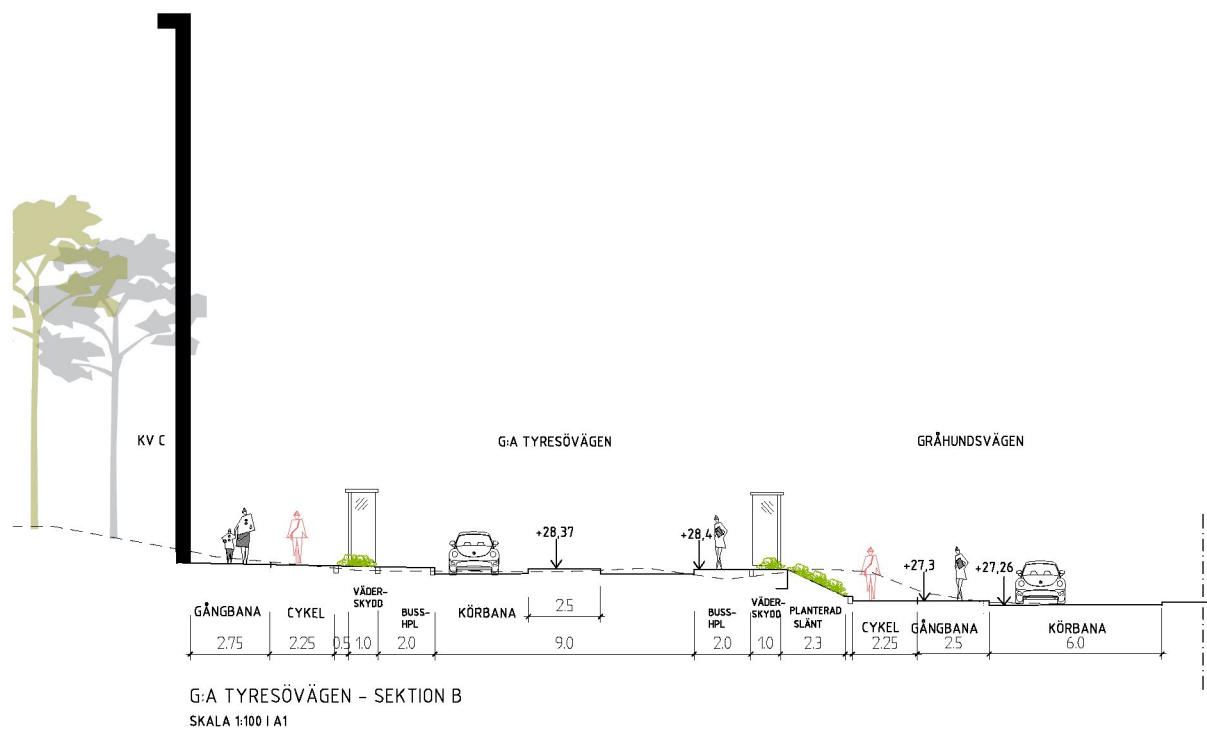 KV C
G:A TYRESÖVÄGEN
GRÅHUNDSVÄGEN
+28,37
+28,4
+27,3
+27,26
GÅNGBANA
2.75
CYKEL
2.25
0.5
VÄDER-
SKYDD
1.0
BUSS-
HPL
2.0
KÖRBANA
2.5
9.0
BUSS-
HPL
2.0
VÄDER-
SKYDD
1.0
PLANTERAD
SLÄNT
2.3
CYKEL
2.25
GÅNGBANA
2.5
KÖRBANA
6.0
G:A TYRESÖVÄGEN - SEKTION B
SKALA 1:100 I A1